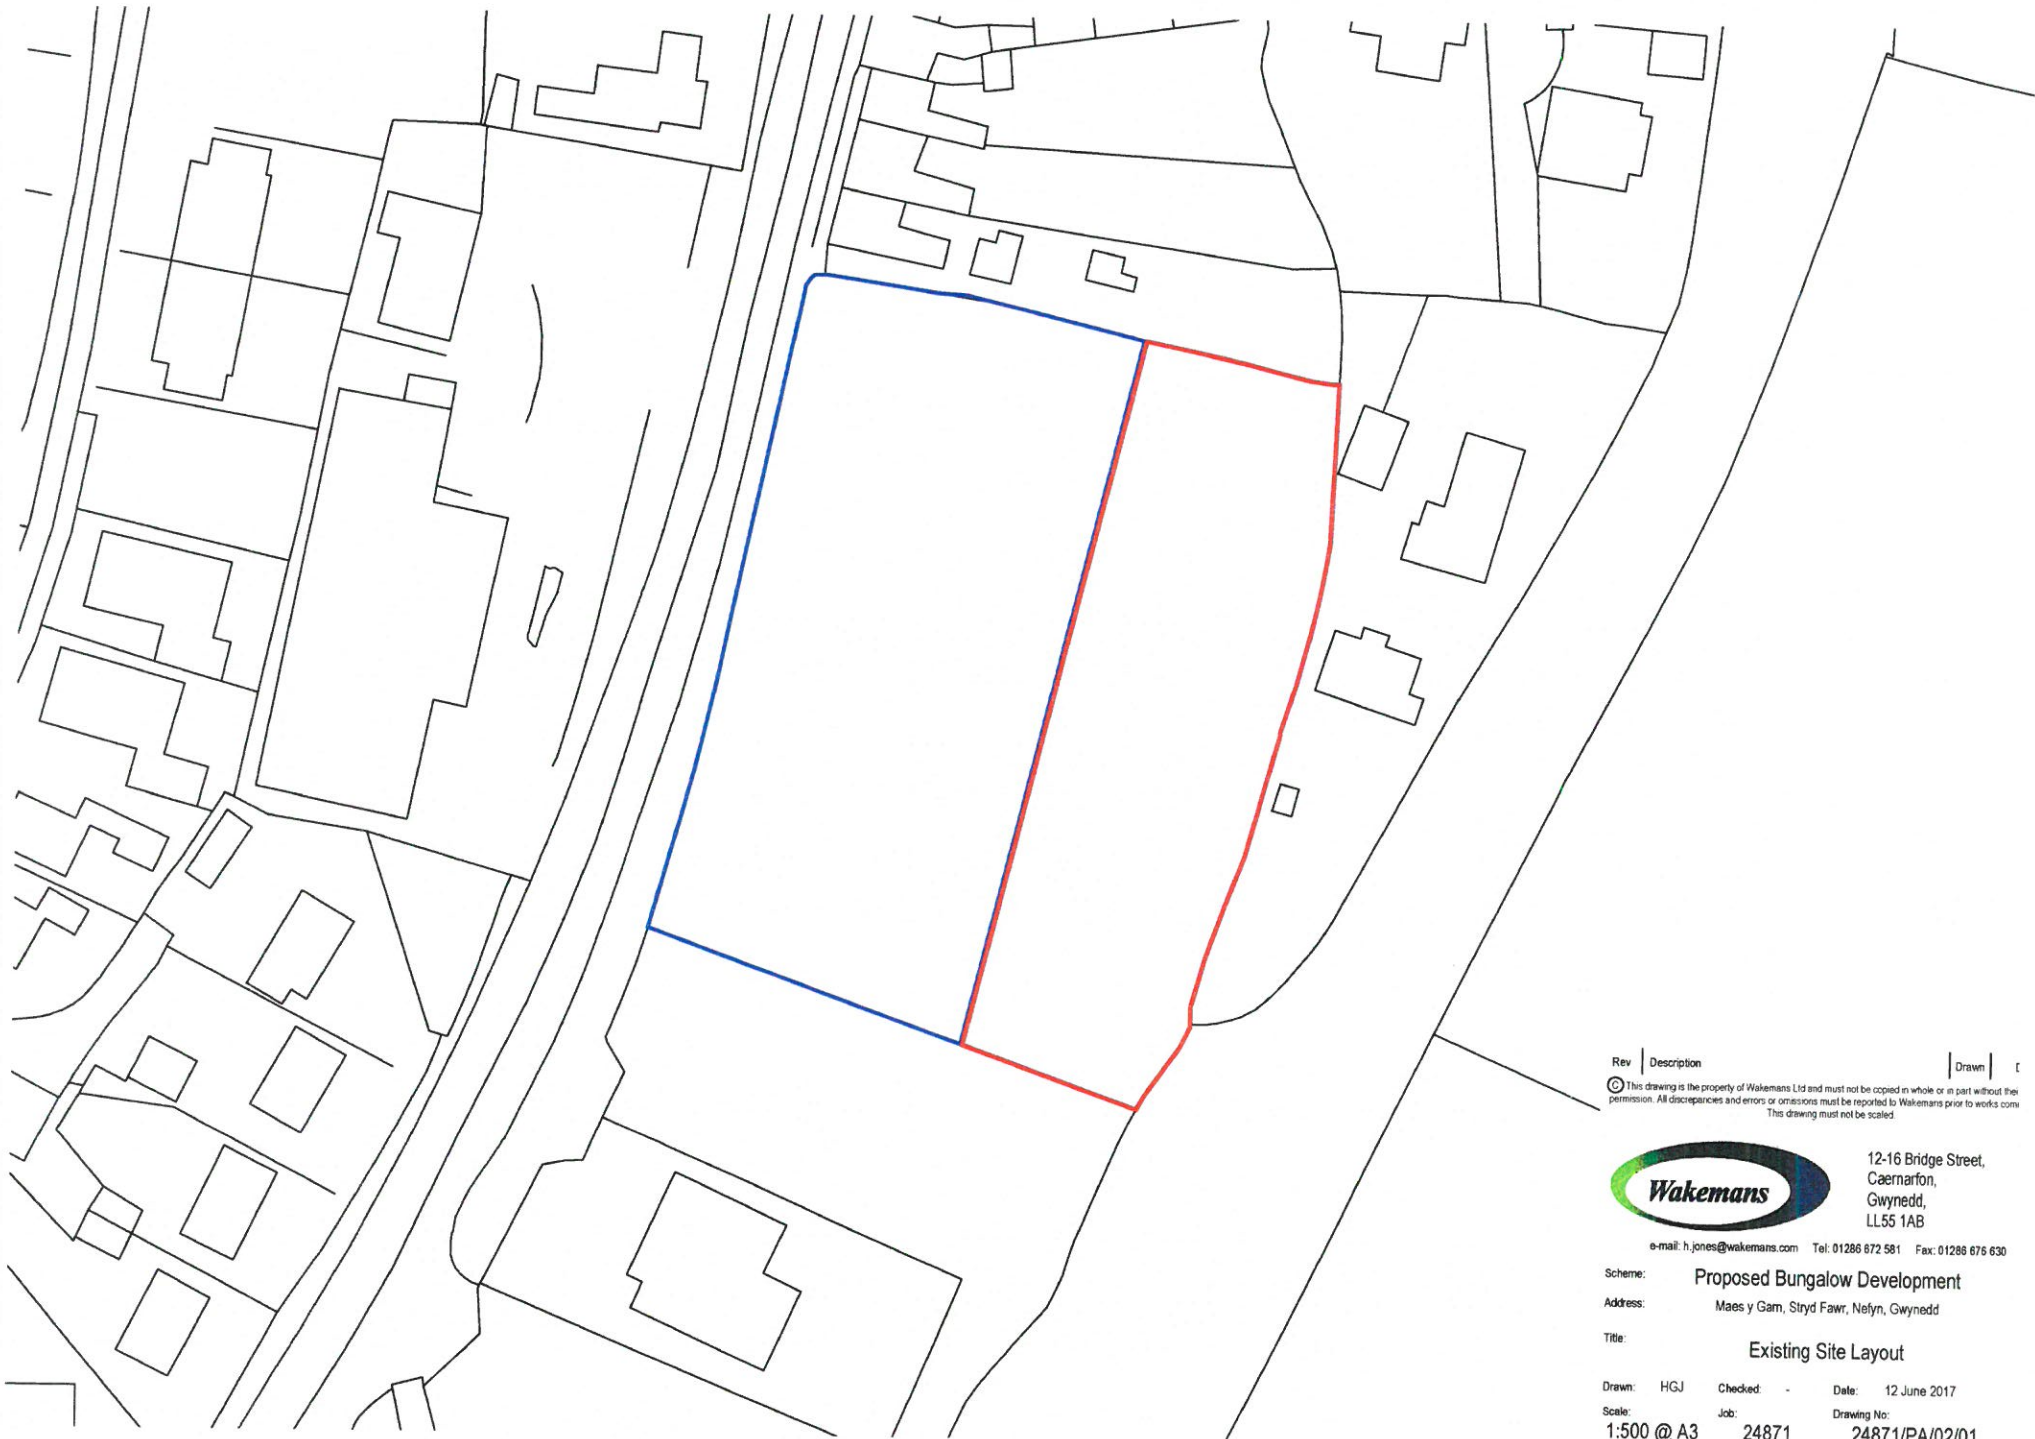 Rev Description Drawn
© This drawing is the property of Wakemans Ltd and must not be copied in whole or in part without thei
permission. All discrepancies and errors or omissions must be reported to Wakemans prior to works com
This drawing must not be scaled.
Wakemans
12-16 Bridge Street,
Caernarfon,
Gwynedd,
LL55 1AB
e-mail: h.jones@wakemans.com Tel: 01286 672 581 Fax: 01286 676 630
Scheme: Proposed Bungalow Development
Address: Maes y Garn, Stryd Fawr, Nefyn, Gwynedd
Title: Existing Site Layout
Drawn: HGJ Checked: - Date: 12 June 2017
Scale: Job: Drawing No:
1:500 @ A3 24871 24871/PA/02/01